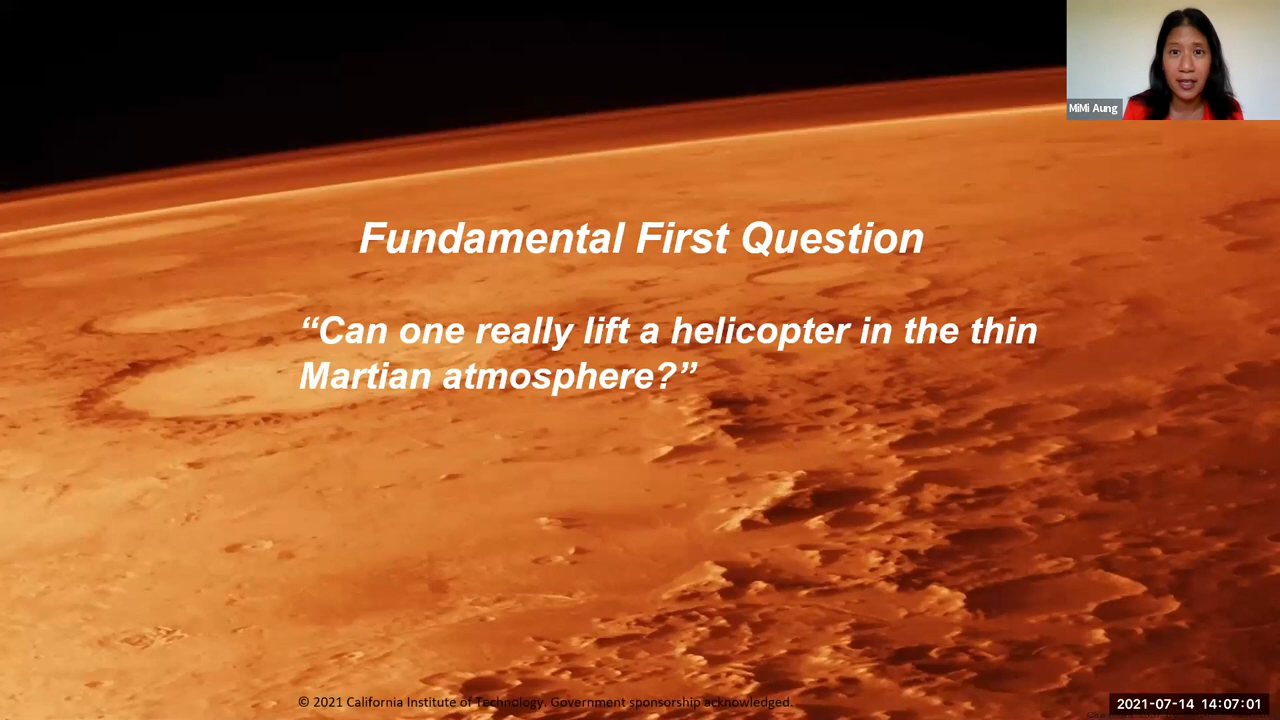 MiMi Aung
Fundamental First Question
“Can one really lift a helicopter in the thin
Martian atmosphere?”
© 2021 California Institute of Technology. Government sponsorship acknowledged.
2021-07-14 14:07:01